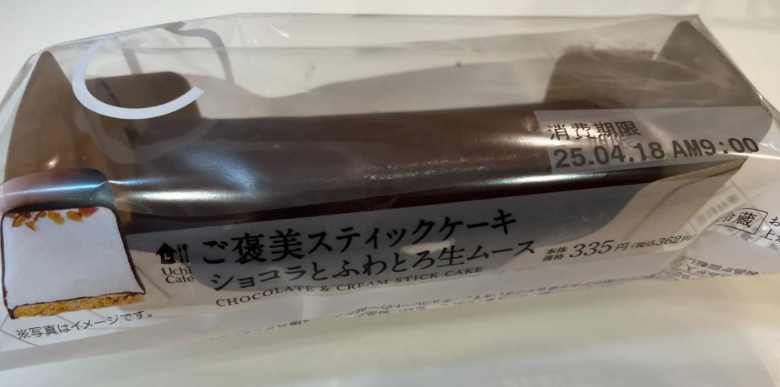 消費期限
25.04.18 AM9:00
Uchi Café
ご褒美スティックケーキ
ショコラとふわとろ生ムース
CHOCOLATE & CREAM STICK CAKE
本体価格 335円(税込362円)
冷蔵
※写真はイメージです。